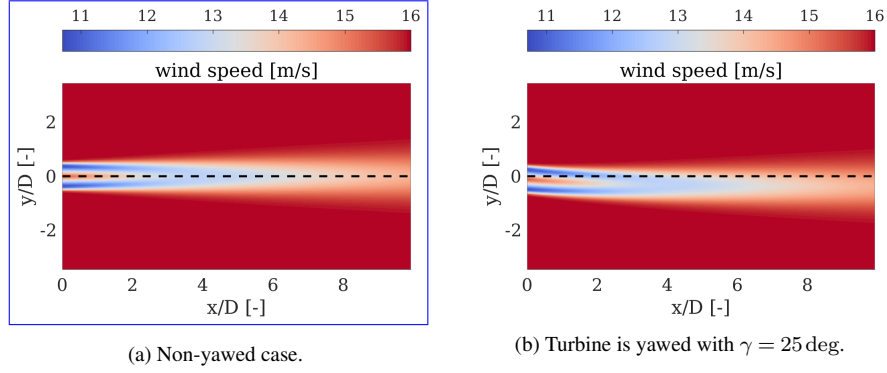 11 12 13 14 15 16
wind speed [m/s]
2
0
-2
y/D [-]
0 2 4 6 8
x/D [-]
(a) Non-yawed case.
11 12 13 14 15 16
wind speed [m/s]
2
0
-2
y/D [-]
0 2 4 6 8
x/D [-]
(b) Turbine is yawed with γ = 25 deg.